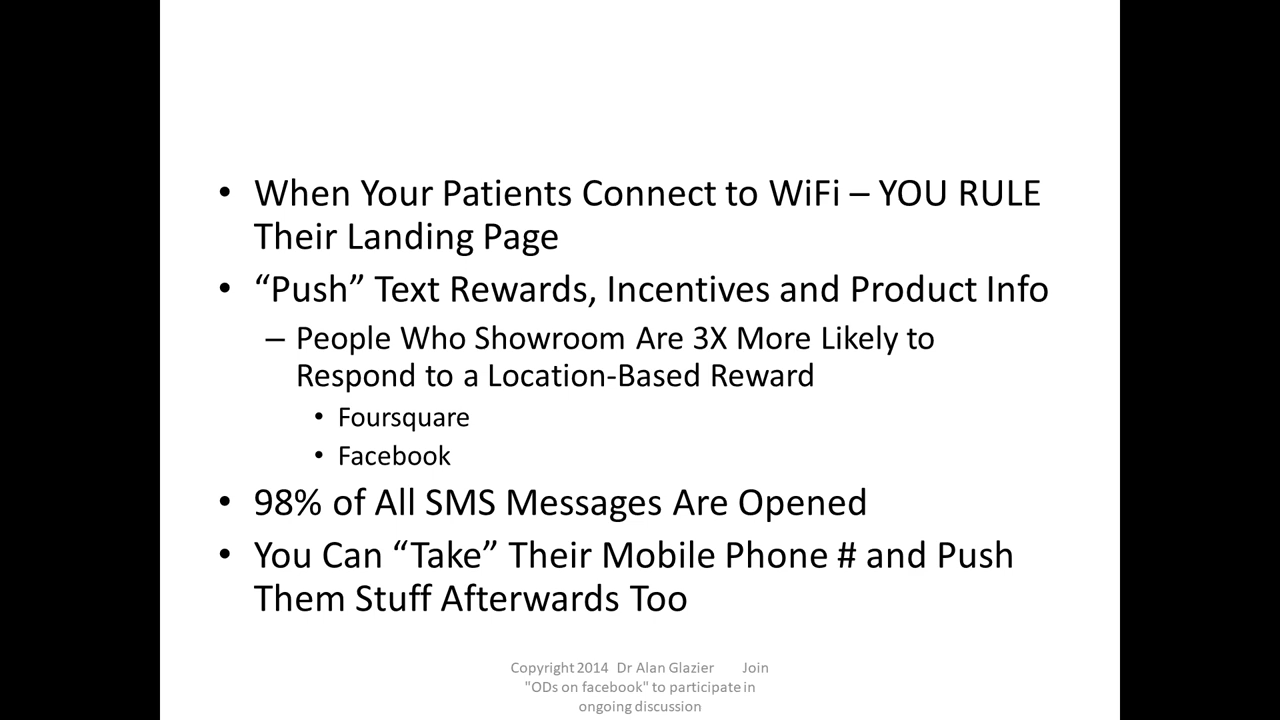 • When Your Patients Connect to WiFi – YOU RULE
Their Landing Page
• “Push” Text Rewards, Incentives and Product Info
– People Who Showroom Are 3X More Likely to
Respond to a Location-Based Reward
• Foursquare
• Facebook
• 98% of All SMS Messages Are Opened
• You Can “Take” Their Mobile Phone # and Push
Them Stuff Afterwards Too
Copyright 2014 Dr Alan Glazier Join
"ODs on facebook" to participate in
ongoing discussion